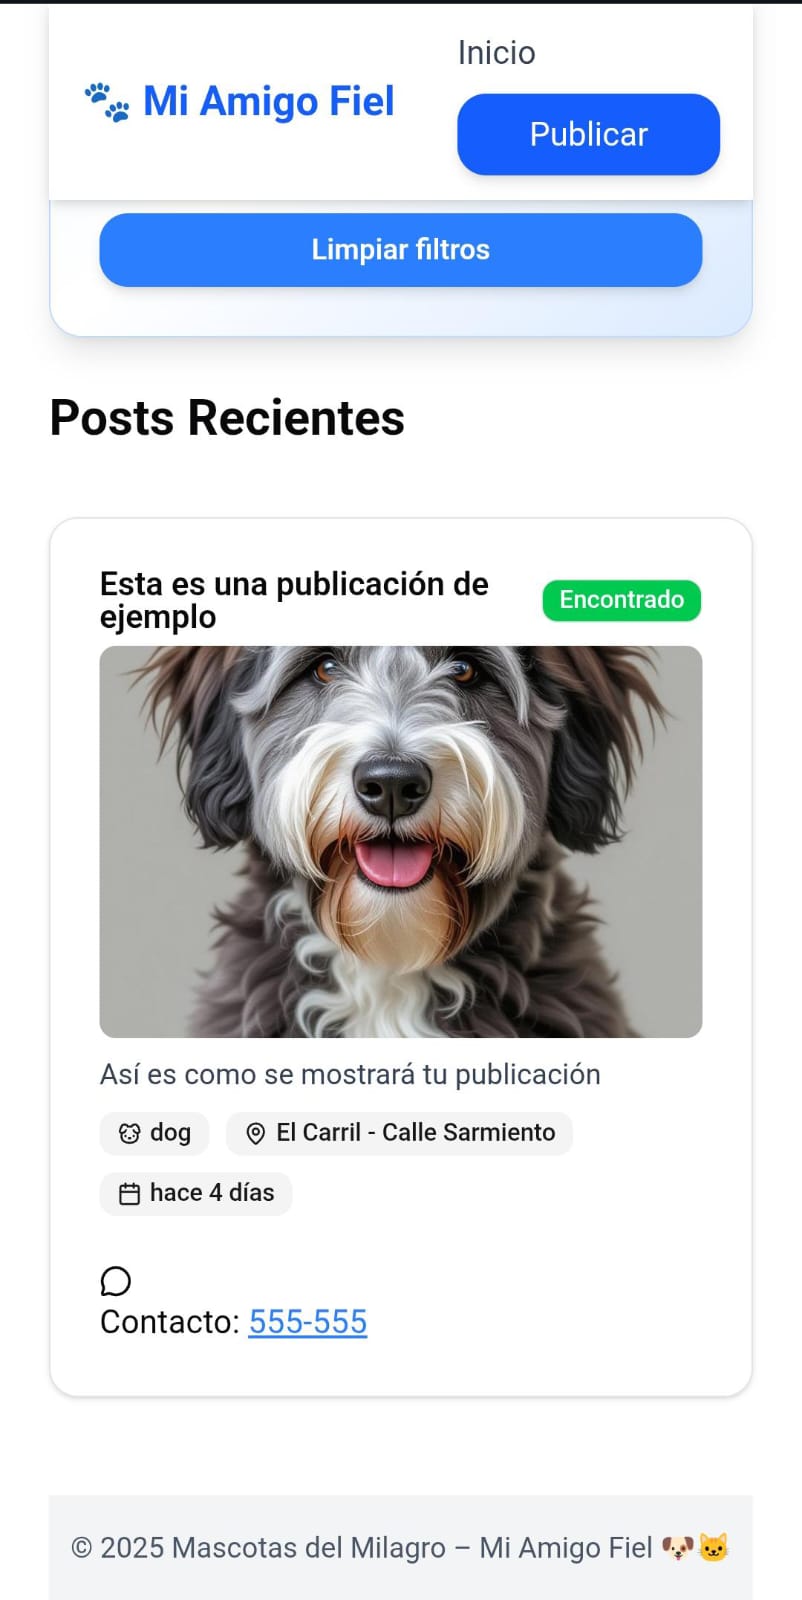 Inicio
🐾 Mi Amigo Fiel
Publicar
Limpiar filtros
Posts Recientes
Esta es una publicación de
ejemplo
Encontrado
Así es como se mostrará tu publicación
dog
El Carril - Calle Sarmiento
hace 4 días
Contacto: 555-555
© 2025 Mascotas del Milagro – Mi Amigo Fiel 🐶🐱